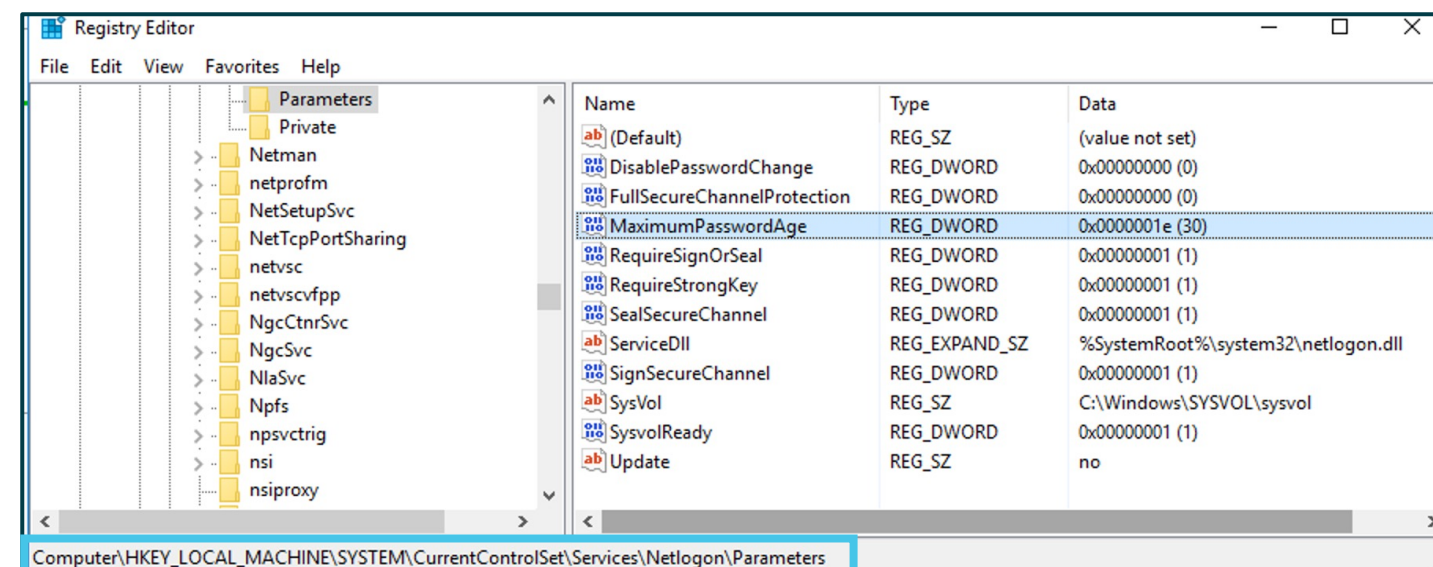 Registry Editor
File Edit View Favorites Help
Parameters
Private
Netman
netprofm
NetSetupSvc
NetTcpPortSharing
netvsc
netvscvfpp
NgcCtnrSvc
NgcSvc
NlaSvc
Npfs
npsvctrig
nsi
nsiproxy
Name Type Data
(Default) REG_SZ (value not set)
DisablePasswordChange REG_DWORD 0x00000000 (0)
FullSecureChannelProtection REG_DWORD 0x00000000 (0)
MaximumPasswordAge REG_DWORD 0x0000001e (30)
RequireSignOrSeal REG_DWORD 0x00000001 (1)
RequireStrongKey REG_DWORD 0x00000001 (1)
SealSecureChannel REG_DWORD 0x00000001 (1)
ServiceDll REG_EXPAND_SZ %SystemRoot%\system32\netlogon.dll
SignSecureChannel REG_DWORD 0x00000001 (1)
SysVol REG_SZ C:\Windows\SYSVOL\sysvol
SysvolReady REG_DWORD 0x00000001 (1)
Update REG_SZ no
Computer\HKEY_LOCAL_MACHINE\SYSTEM\CurrentControlSet\Services\Netlogon\Parameters